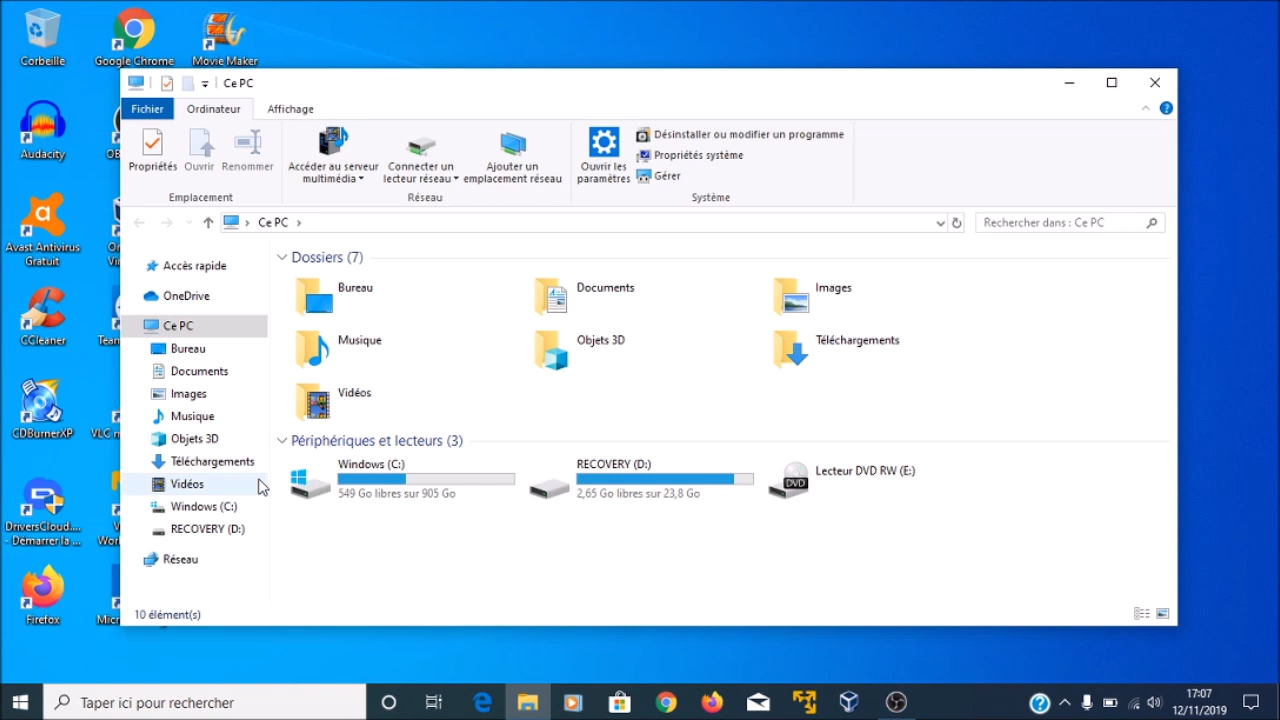 Corbeille
Google Chrome
Movie Maker
Audacity
OB
Avast Antivirus
Gratuit
CCleaner
CDBurnerXP
VLC
DriversCloud....
- Démarrer la ...
Firefox
Ce PC
Fichier
Ordinateur
Affichage
Propriétés
Ouvrir
Renommer
Emplacement
Accéder au serveur
multimédia
Connecter un
lecteur réseau
Ajouter un
emplacement réseau
Réseau
Ouvrir les
paramètres
Désinstaller ou modifier un programme
Propriétés système
Gérer
Système
Ce PC
Rechercher dans : Ce PC
Accès rapide
OneDrive
Ce PC
Bureau
Documents
Images
Musique
Objets 3D
Téléchargements
Vidéos
Windows (C:)
RECOVERY (D:)
Réseau
Dossiers (7)
Bureau
Documents
Images
Musique
Objets 3D
Téléchargements
Vidéos
Périphériques et lecteurs (3)
Windows (C:)
549 Go libres sur 905 Go
RECOVERY (D:)
2,65 Go libres sur 23,8 Go
Lecteur DVD RW (E:)
DVD
10 élément(s)
Taper ici pour rechercher
17:07
12/11/2019